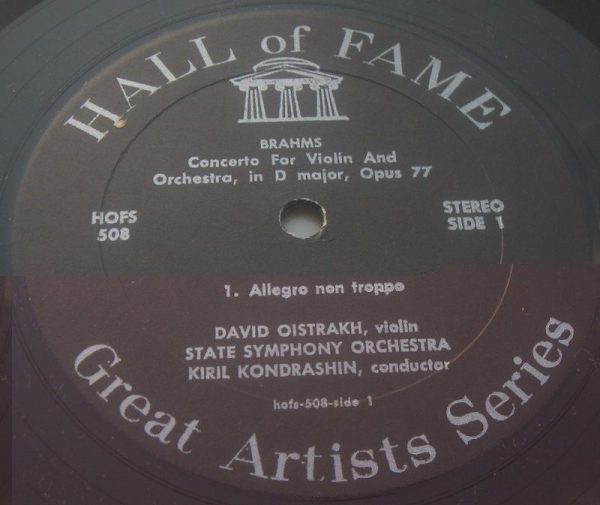 HALL of FAME
BRAHMS
Concerto For Violin And
Orchestra, in D major, Opus 77
HOFS
508
STEREO
SIDE 1
1. Allegro non troppo
DAVID OISTRAKH, violin
STATE SYMPHONY ORCHESTRA
KIRIL KONDRASHIN, conductor
hofs-508-side 1
Great Artists Series